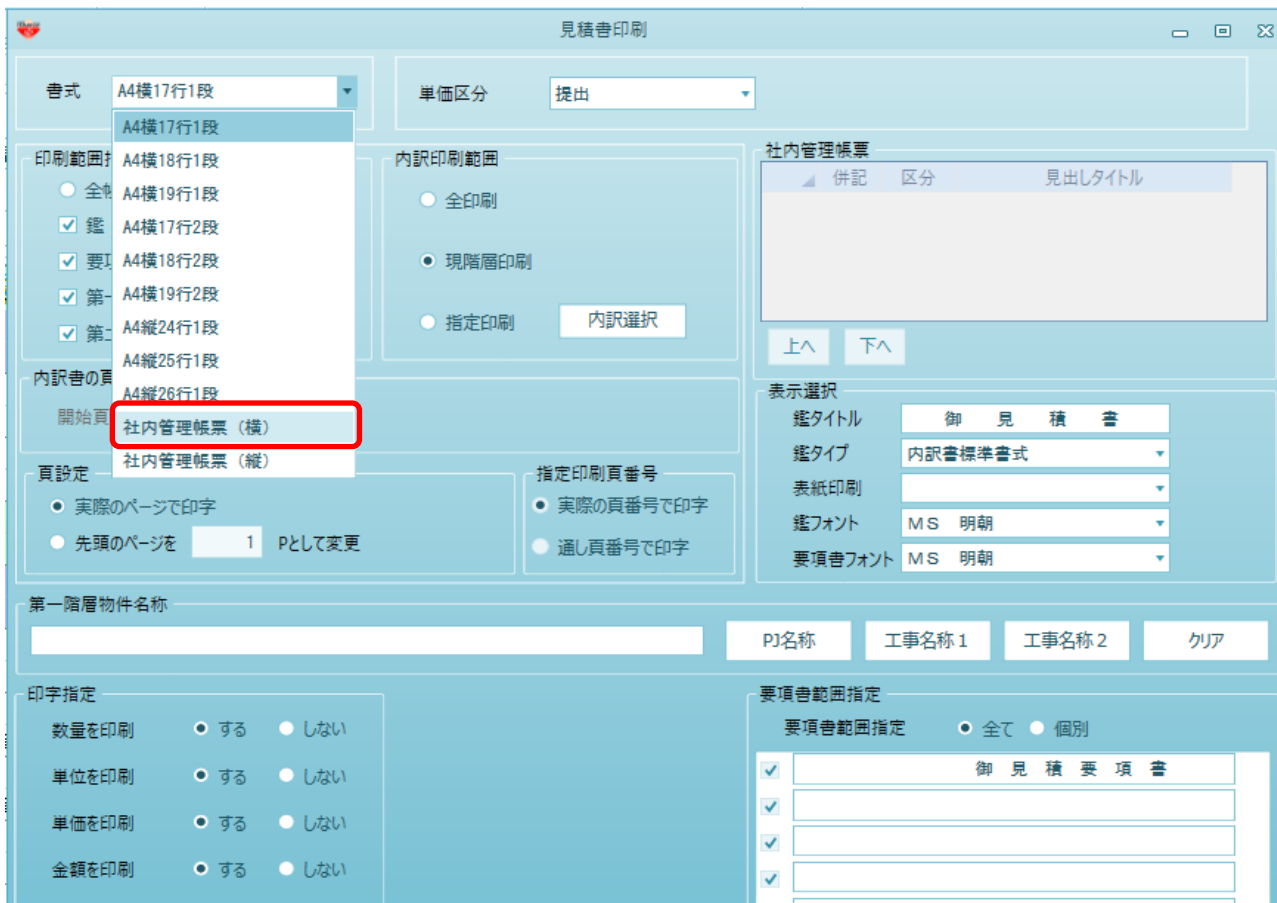 見積書印刷
書式 A4横17行1段
単価区分 提出
A4横17行1段
A4横18行1段
A4横19行1段
A4横17行2段
A4横18行2段
A4横19行2段
A4縦24行1段
A4縦25行1段
A4縦26行1段
社内管理帳票（横）
社内管理帳票（縦）
印刷範囲
全
鑑
要
第
第
内訳印刷範囲
全印刷
現階層印刷
指定印刷 内訳選択
社内管理帳票
併記 区分 見出しタイトル
上へ 下へ
内訳書の頁
開始頁
表示選択
鑑タイトル 御 見 積 書
鑑タイプ 内訳書標準書式
表紙印刷
鑑フォント ＭＳ 明朝
要項書フォント ＭＳ 明朝
頁設定
実際のページで印字
先頭のページを 1 Pとして変更
指定印刷頁番号
実際の頁番号で印字
通し頁番号で印字
第一階層物件名称
PJ名称 工事名称１ 工事名称２ クリア
印字指定
数量を印刷 する しない
単位を印刷 する しない
単価を印刷 する しない
金額を印刷 する しない
要項書範囲指定
要項書範囲指定 全て 個別
御 見 積 要 項 書